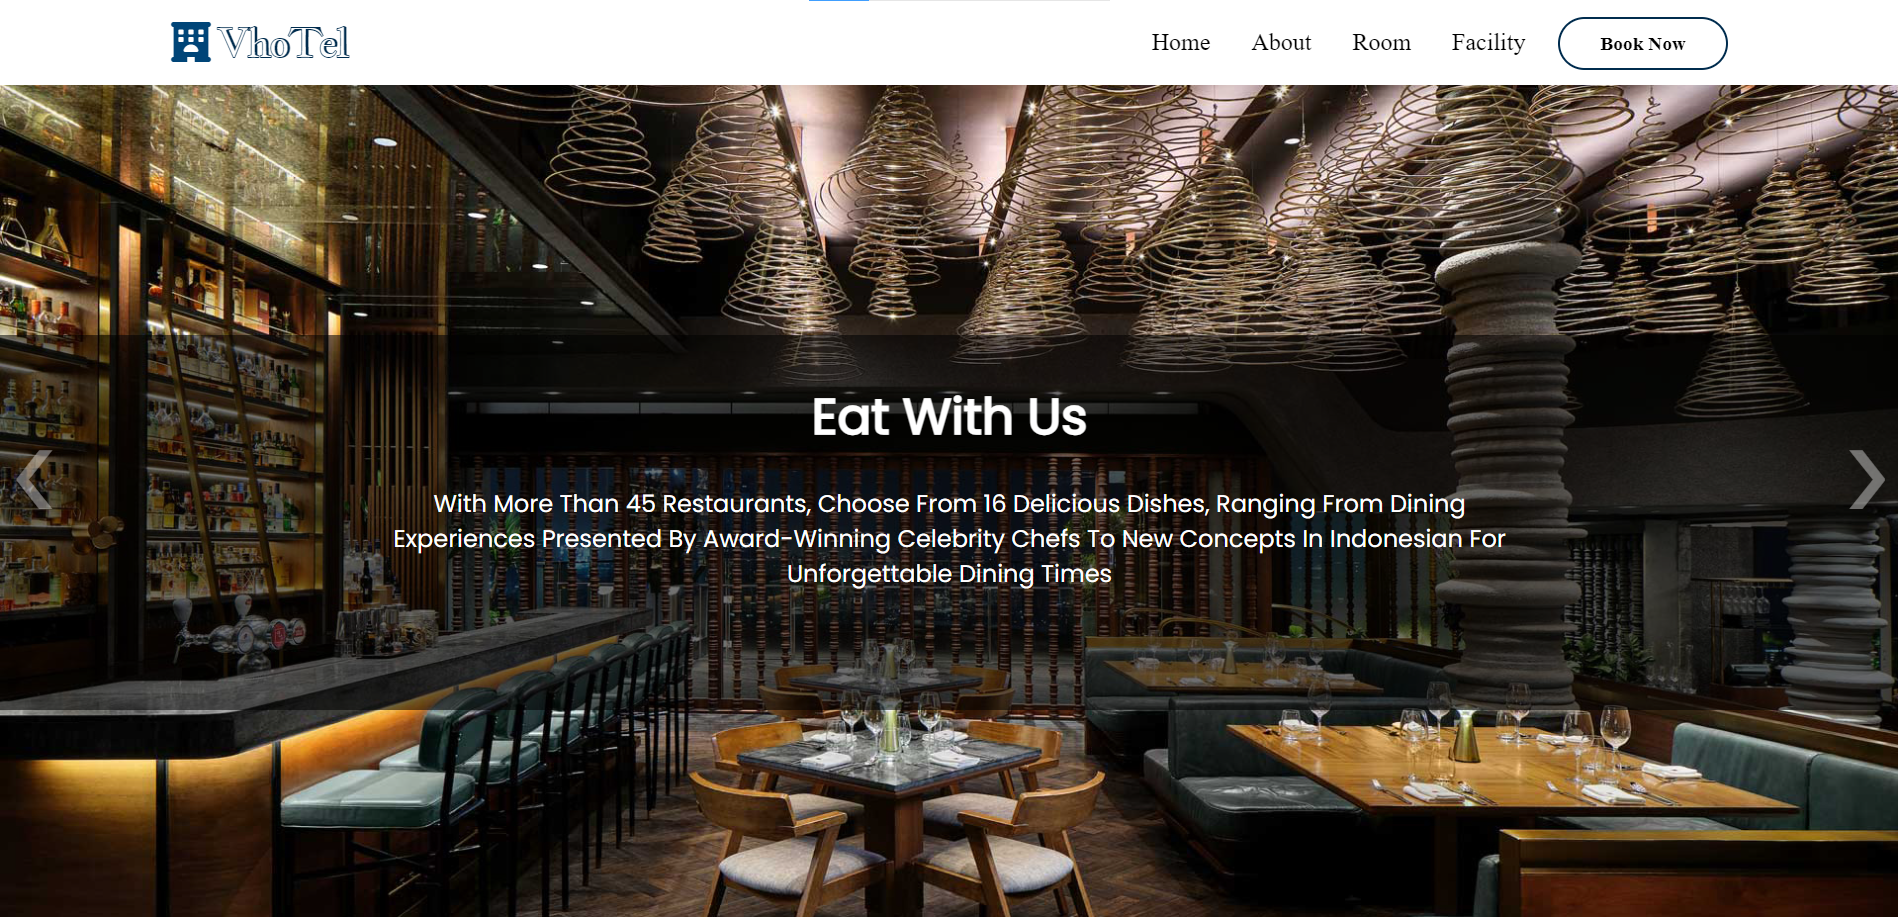 VhoTel
Home
About
Room
Facility
Book Now
Eat With Us
With More Than 45 Restaurants, Choose From 16 Delicious Dishes, Ranging From Dining
Experiences Presented By Award-Winning Celebrity Chefs To New Concepts In Indonesian For
Unforgettable Dining Times